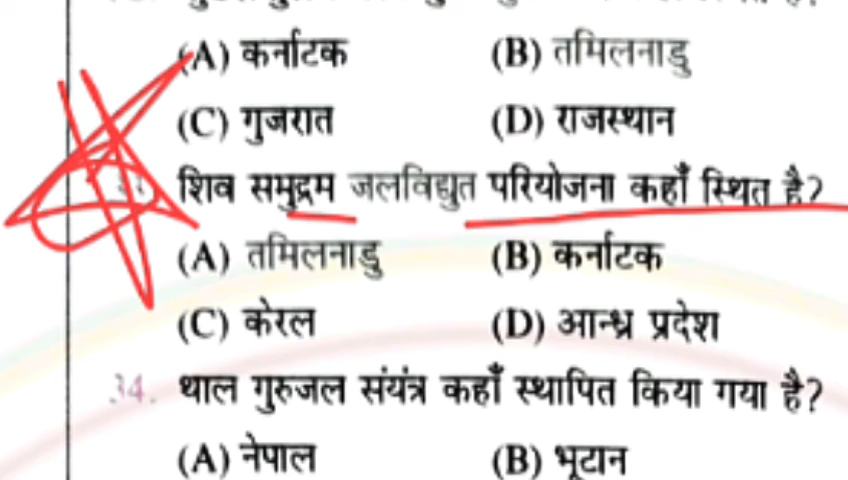 (A) कर्नाटक (B) तमिलनाडु
(C) गुजरात (D) राजस्थान
शिव समुद्रम जलविद्युत परियोजना कहाँ स्थित है?
(A) तमिलनाडु (B) कर्नाटक
(C) केरल (D) आन्ध्र प्रदेश
34. थाल गुरुजल संयंत्र कहाँ स्थापित किया गया है?
(A) नेपाल (B) भूटान